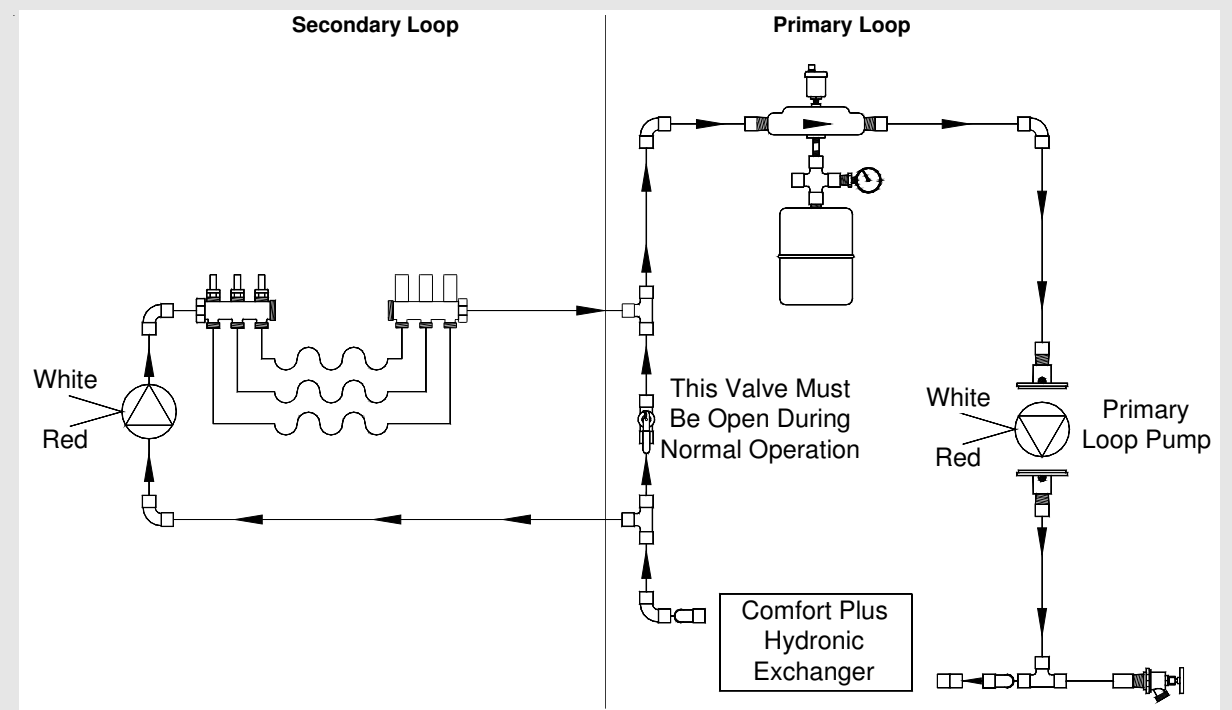 Secondary Loop
Primary Loop
White
Red
This Valve Must
Be Open During
Normal Operation
White
Red
Primary
Loop Pump
Comfort Plus
Hydronic
Exchanger